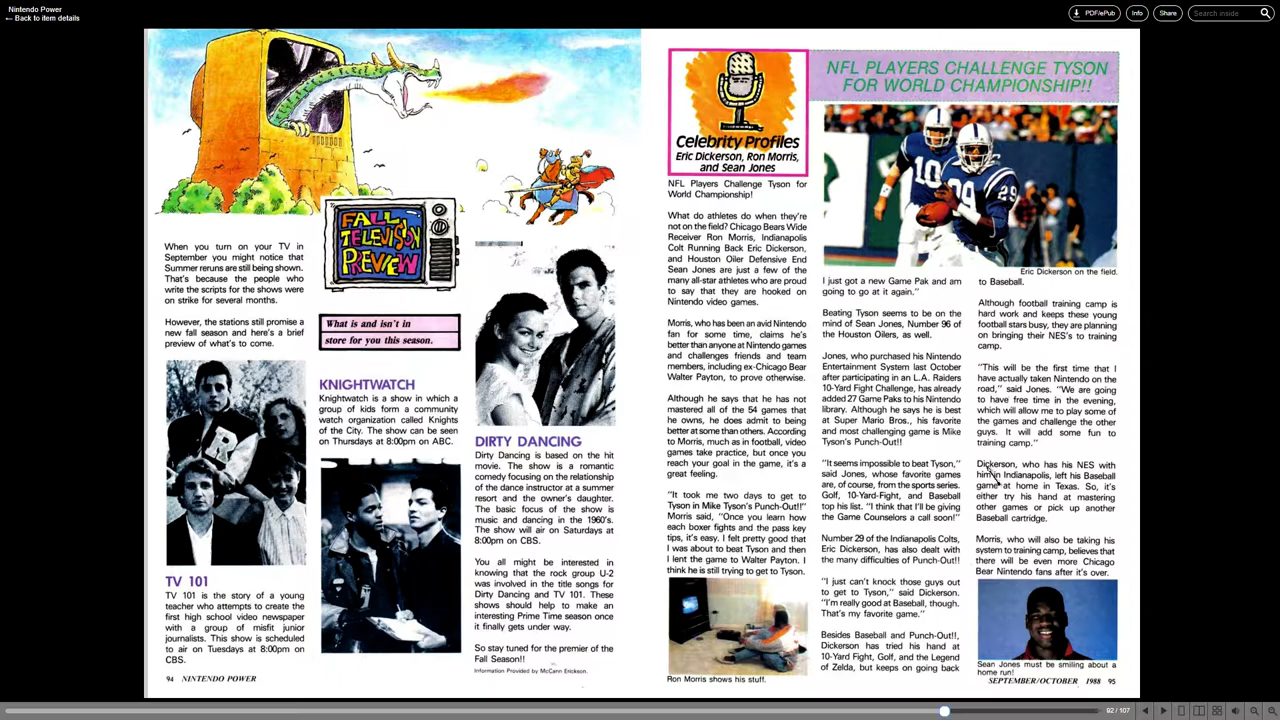 Nintendo Power
← Back to item details
PDF/ePub
Info
Share
Search inside
FALL
TELEVISION
PREVIEW
When you turn on your TV in
September you might notice that
Summer reruns are still being shown.
That's because the people who
write the scripts for the shows were
on strike for several months.
However, the stations still promise a
new fall season and here's a brief
preview of what's to come.
TV 101
TV 101 is the story of a young
teacher who attempts to create the
first high school video newspaper
with a group of misfit junior
journalists. This show is scheduled
to air on Tuesdays at 8:00pm on
CBS.
94 NINTENDO POWER
What is and isn't in
store for you this season.
KNIGHTWATCH
Knightwatch is a show in which a
group of kids form a community
watch organization called Knights
of the City. The show can be seen
on Thursdays at 8:00pm on ABC.
DIRTY DANCING
Dirty Dancing is based on the hit
movie. The show is a romantic
comedy focusing on the relationship
of the dance instructor at a summer
resort and the owner's daughter.
The basic focus of the show is
music and dancing in the 1960's.
The show will air on Saturdays at
8:00pm on CBS.
You all might be interested in
knowing that the rock group U-2
was involved in the title songs for
Dirty Dancing and TV 101. These
shows should help to make an
interesting Prime Time season once
it finally gets under way.
So stay tuned for the premier of the
Fall Season!!
Information Provided by McCann Erickson.
Celebrity Profiles
Eric Dickerson, Ron Morris,
and Sean Jones
NFL PLAYERS CHALLENGE TYSON
FOR WORLD CHAMPIONSHIP!!
NFL Players Challenge Tyson for
World Championship!
What do athletes do when they're
not on the field? Chicago Bears Wide
Receiver Ron Morris, Indianapolis
Colt Running Back Eric Dickerson,
and Houston Oiler Defensive End
Sean Jones are just a few of the
many all-star athletes who are proud
to say that they are hooked on
Nintendo video games.
Morris, who has been an avid Nintendo
fan for some time, claims he's
better than anyone at Nintendo games
and challenges friends and team
members, including ex-Chicago Bear
Walter Payton, to prove otherwise.
Although he says that he has not
mastered all of the 54 games that
he owns, he does admit to being
better at some than others. According
to Morris, much as in football, video
games take practice, but once you
reach your goal in the game, it's a
great feeling.
"It took me two days to get to
Tyson in Mike Tyson's Punch-Out!!"
Morris said, "Once you learn how
each boxer fights and the pass key
tips, it's easy. I felt pretty good that
I was about to beat Tyson and then
I lent the game to Walter Payton. I
think he is still trying to get to Tyson.
Ron Morris shows his stuff.
I just got a new Game Pak and am
going to go at it again."
Beating Tyson seems to be on the
mind of Sean Jones, Number 96 of
the Houston Oilers, as well.
Jones, who purchased his Nintendo
Entertainment System last October
after participating in an L.A. Raiders
10-Yard Fight Challenge, has already
added 27 Game Paks to his Nintendo
library. Although he says he is best
at Super Mario Bros., his favorite
and most challenging game is Mike
Tyson's Punch-Out!!
"It seems impossible to beat Tyson,"
said Jones, whose favorite games
are, of course, from the sports series.
Golf, 10-Yard-Fight, and Baseball
top his list. "I think that I'll be giving
the Game Counselors a call soon!"
Number 29 of the Indianapolis Colts,
Eric Dickerson, has also dealt with
the many difficulties of Punch-Out!!
"I just can't knock those guys out
to get to Tyson," said Dickerson.
"I'm really good at Baseball, though.
That's my favorite game."
Besides Baseball and Punch-Out!!,
Dickerson has tried his hand at
10-Yard Fight, Golf, and the Legend
of Zelda, but keeps on going back
Eric Dickerson on the field.
to Baseball.
Although football training camp is
hard work and keeps these young
football stars busy, they are planning
on bringing their NES's to training
camp.
"This will be the first time that I
have actually taken Nintendo on the
road," said Jones. "We are going
to have free time in the evening,
which will allow me to play some of
the games and challenge the other
guys. It will add some fun to
training camp."
Dickerson, who has his NES with
him in Indianapolis, left his Baseball
game at home in Texas. So, it's
either try his hand at mastering
other games or pick up another
Baseball cartridge.
Morris, who will also be taking his
system to training camp, believes that
there will be even more Chicago
Bear Nintendo fans after it's over.
Sean Jones must be smiling about a
home run!
SEPTEMBER/OCTOBER 1988 95
10
29
29
R
92 / 107